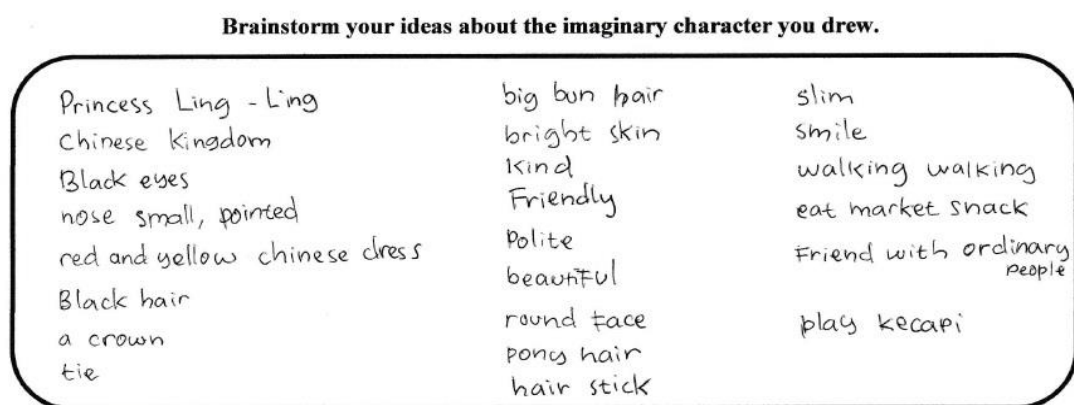 Brainstorm your ideas about the imaginary character you drew.
Princess Ling - Ling
Chinese Kingdom
Black eyes
nose small, pointed
red and yellow chinese dress
Black hair
a crown
tie
big bun hair
bright skin
Kind
Friendly
Polite
beautiful
round face
pony hair
hair stick
slim
smile
walking walking
eat market snack
Friend with ordinary
people
play kecapi